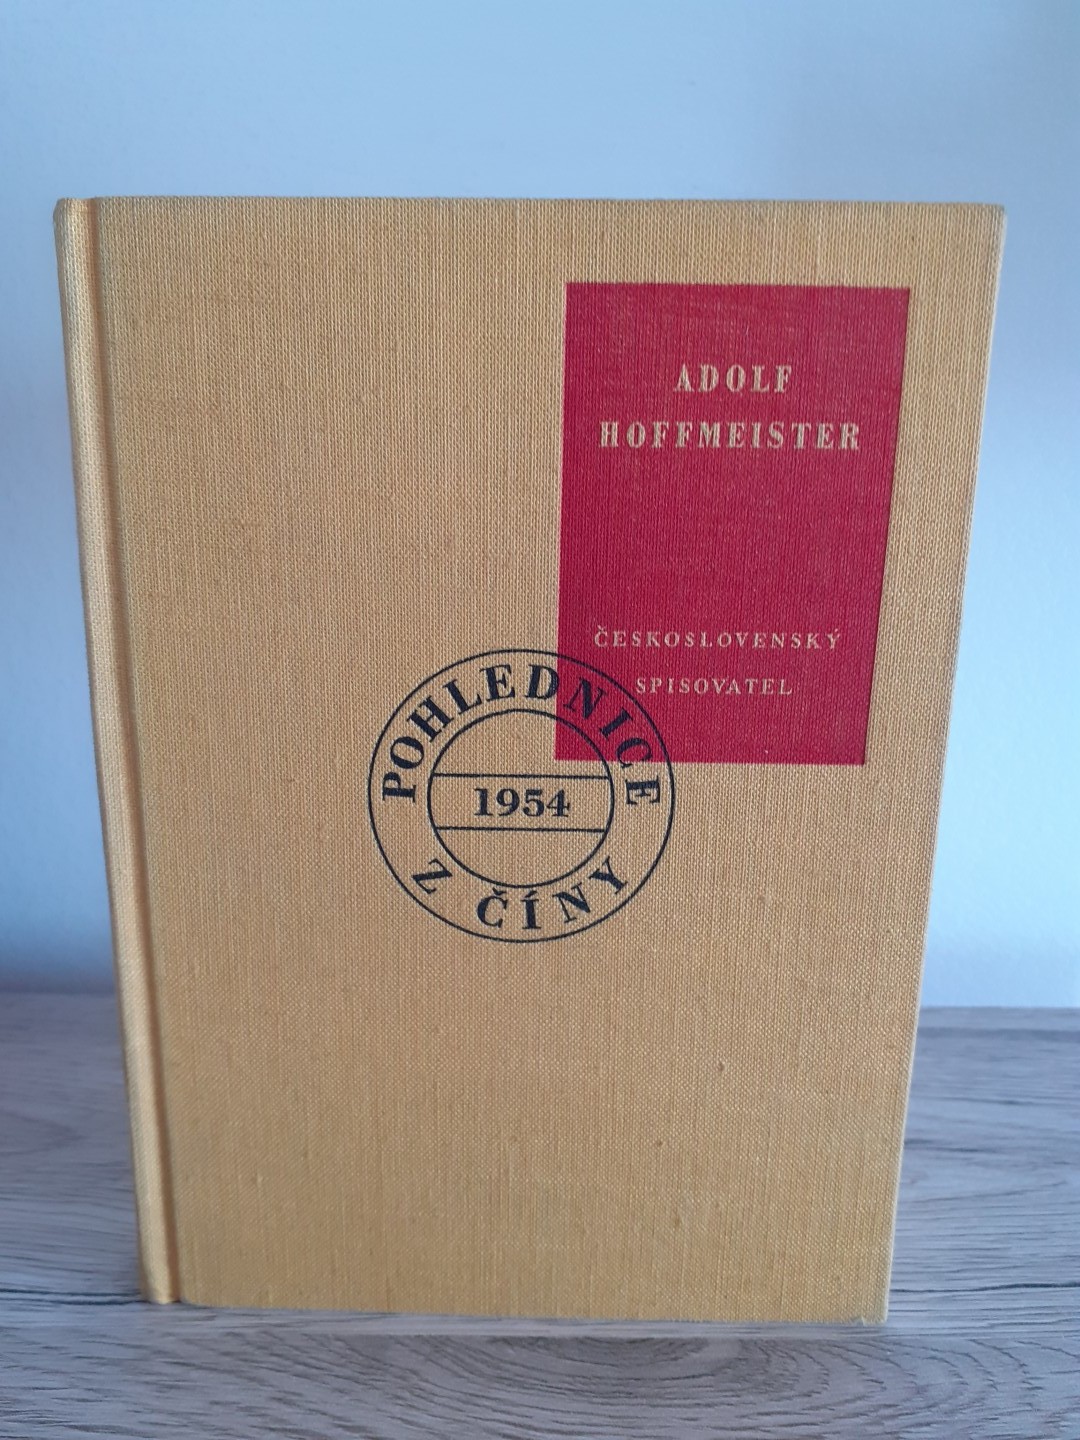 ADOLF
HOFFMEISTER
ČESKOSLOVENSKÝ
SPISOVATEL
POHLEDNICE
1954
Z ČÍNY